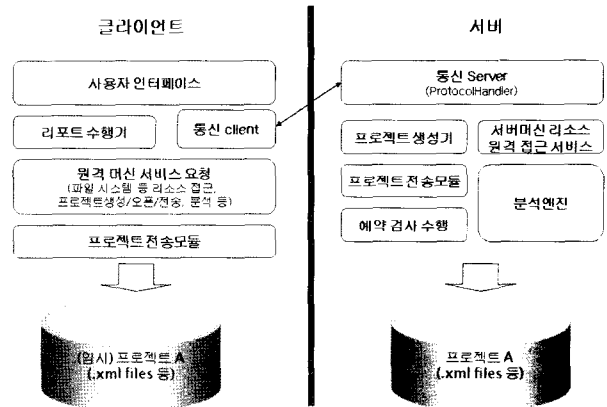 클라이언트
사용자 인터페이스
리포트 수행기
통신 client
원격 머신 서비스 요청
(파일 시스템 등 리소스 접근,
프로젝트생성/오픈/전송, 분석 등)
프로젝트 전송모듈
(임시) 프로젝트 A
(.xml files 등)
서버
통신 Server
(ProtocolHandler)
프로젝트 생성기
서버머신 리소스
원격 접근 서비스
프로젝트 전송모듈
분석엔진
예약 검사 수행
프로젝트 A
(.xml files 등)